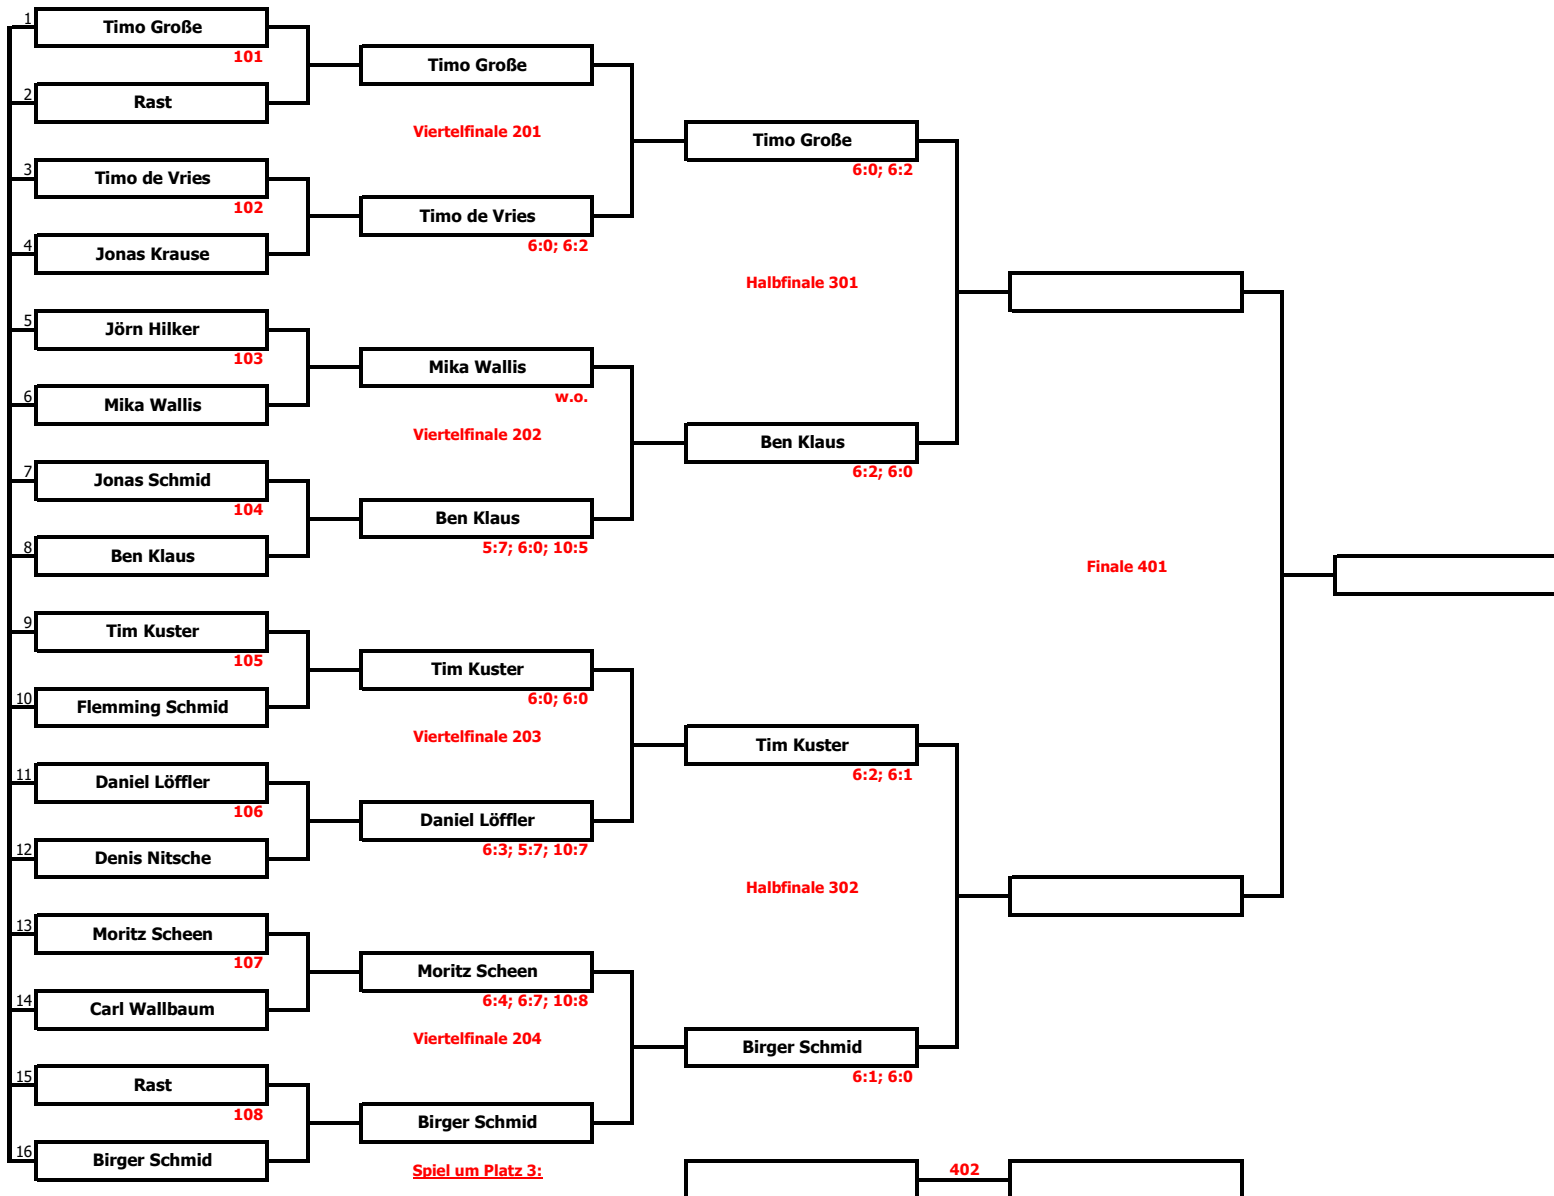 1 Timo Große
101
2 Rast
3 Timo de Vries
102
4 Jonas Krause
5 Jörn Hilker
103
6 Mika Wallis
7 Jonas Schmid
104
8 Ben Klaus
9 Tim Kuster
105
10 Flemming Schmid
11 Daniel Löffler
106
12 Denis Nitsche
13 Moritz Scheen
107
14 Carl Wallbaum
15 Rast
108
16 Birger Schmid
Timo Große
Viertelfinale 201
Timo de Vries
6:0; 6:2
Mika Wallis
w.o.
Viertelfinale 202
Ben Klaus
5:7; 6:0; 10:5
Tim Kuster
6:0; 6:0
Viertelfinale 203
Daniel Löffler
6:3; 5:7; 10:7
Moritz Scheen
6:4; 6:7; 10:8
Viertelfinale 204
Birger Schmid
Spiel um Platz 3:
Timo Große
6:0; 6:2
Halbfinale 301
Ben Klaus
6:2; 6:0
Tim Kuster
6:2; 6:1
Halbfinale 302
Birger Schmid
6:1; 6:0
402
Finale 401